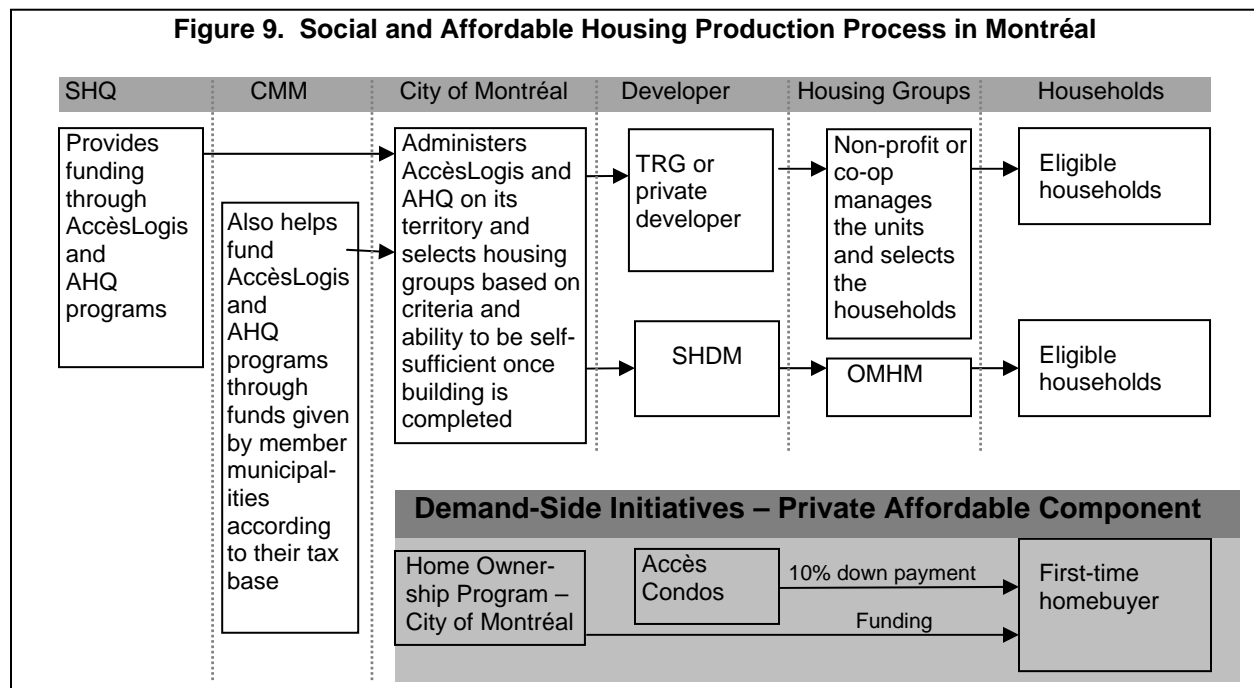 Figure 9.  Social and Affordable Housing Production Process in Montréal
SHQ
CMM
City of Montréal
Developer
Housing Groups
Households
Provides
funding
through
AccèsLogis
and
AHQ
programs
Also helps
fund
AccèsLogis
and
AHQ
programs
through
funds given
by member
municipal-
ities
according
to their tax
base
Administers
AccèsLogis and
AHQ on its
territory and
selects housing
groups based on
criteria and
ability to be self-
sufficient once
building is
completed
TRG or
private
developer
Non-profit or
co-op
manages
the units
and selects
the
households
Eligible
households
SHDM
OMHM
Eligible
households
Demand-Side Initiatives – Private Affordable Component
Home Owner-
ship Program –
City of Montréal
Accès
Condos
10% down payment
Funding
First-time
homebuyer